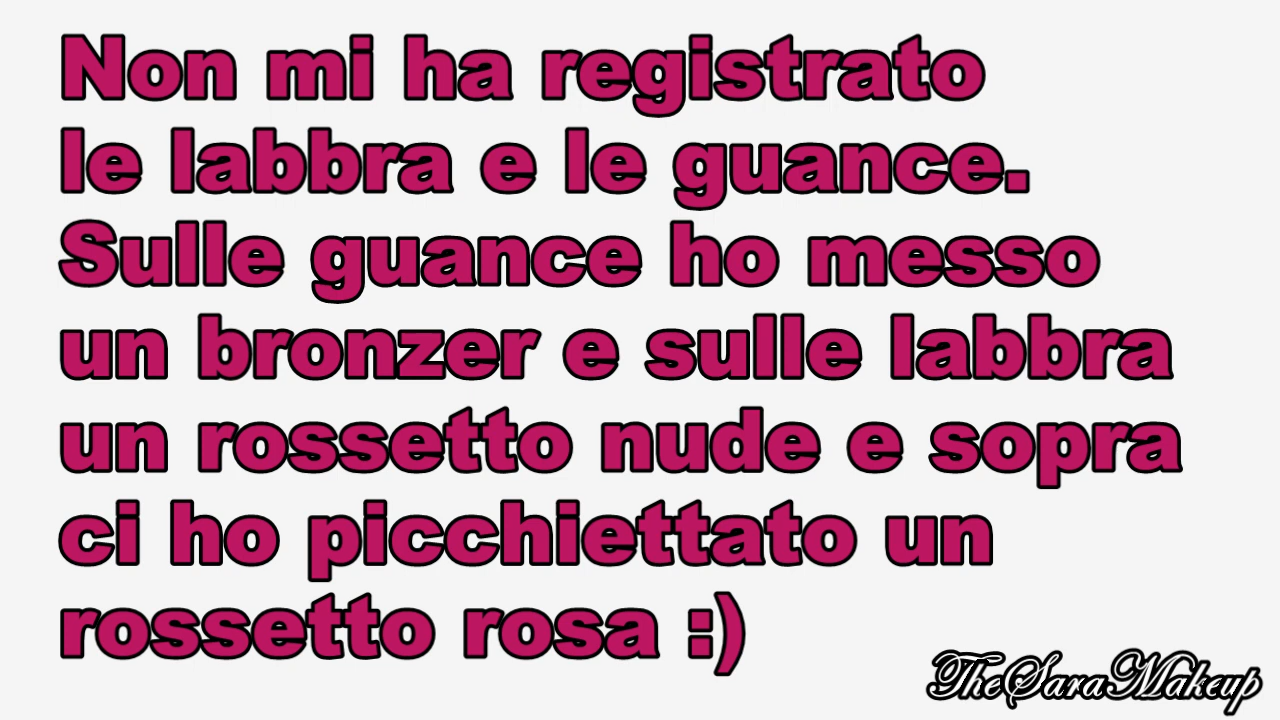 Non mi ha registrato
le labbra e le guance.
Sulle guance ho messo
un bronzer e sulle labbra
un rossetto nude e sopra
ci ho picchiettato un
rossetto rosa :)
TheSaraMakeup